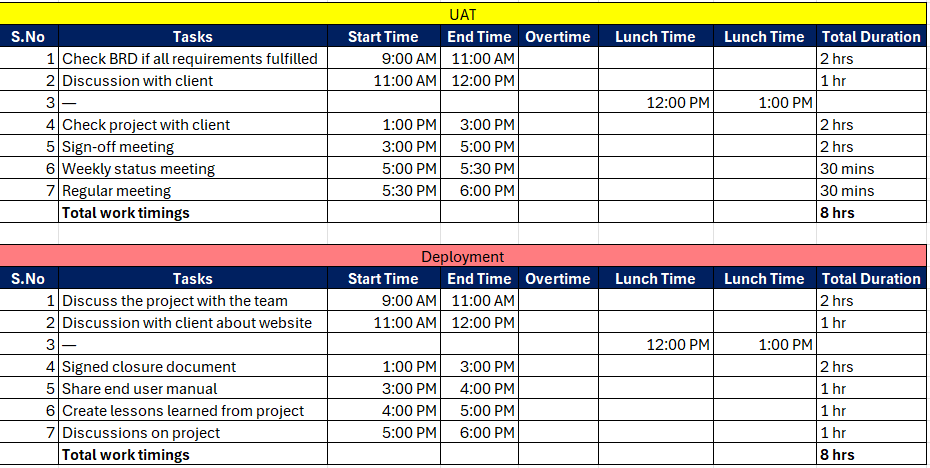 UAT
S.No Tasks Start Time End Time Overtime Lunch Time Lunch Time Total Duration
1 Check BRD if all requirements fulfilled 9:00 AM 11:00 AM 2 hrs
2 Discussion with client 11:00 AM 12:00 PM 1 hr
3 — 12:00 PM 1:00 PM
4 Check project with client 1:00 PM 3:00 PM 2 hrs
5 Sign-off meeting 3:00 PM 5:00 PM 2 hrs
6 Weekly status meeting 5:00 PM 5:30 PM 30 mins
7 Regular meeting 5:30 PM 6:00 PM 30 mins
Total work timings 8 hrs
Deployment
S.No Tasks Start Time End Time Overtime Lunch Time Lunch Time Total Duration
1 Discuss the project with the team 9:00 AM 11:00 AM 2 hrs
2 Discussion with client about website 11:00 AM 12:00 PM 1 hr
3 — 12:00 PM 1:00 PM
4 Signed closure document 1:00 PM 3:00 PM 2 hrs
5 Share end user manual 3:00 PM 4:00 PM 1 hr
6 Create lessons learned from project 4:00 PM 5:00 PM 1 hr
7 Discussions on project 5:00 PM 6:00 PM 1 hr
Total work timings 8 hrs